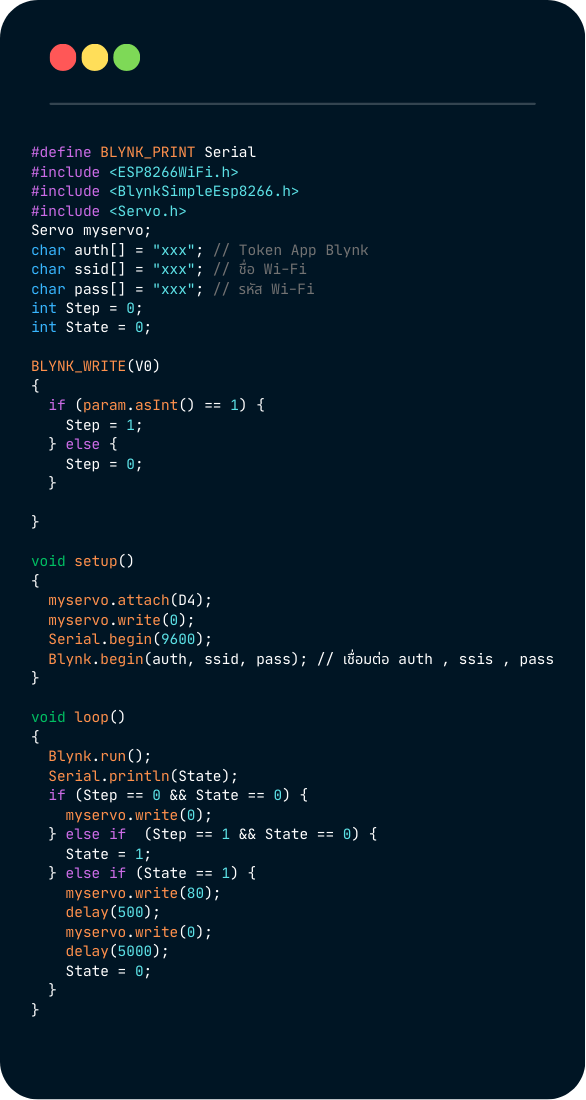 #define BLYNK_PRINT Serial
#include <ESP8266WiFi.h>
#include <BlynkSimpleEsp8266.h>
#include <Servo.h>
Servo myservo;
char auth[] = "xxx"; // Token App Blynk
char ssid[] = "xxx"; // ชื่อ Wi-Fi
char pass[] = "xxx"; // รหัส Wi-Fi
int Step = 0;
int State = 0;

BLYNK_WRITE(V0)
{
  if (param.asInt() == 1) {
    Step = 1;
  } else {
    Step = 0;
  }

}

void setup()
{
  myservo.attach(D4);
  myservo.write(0);
  Serial.begin(9600);
  Blynk.begin(auth, ssid, pass); // เชื่อมต่อ auth , ssis , pass
}

void loop()
{
  Blynk.run();
  Serial.println(State);
  if (Step == 0 && State == 0) {
    myservo.write(0);
  } else if  (Step == 1 && State == 0) {
    State = 1;
  } else if (State == 1) {
    myservo.write(80);
    delay(500);
    myservo.write(0);
    delay(5000);
    State = 0;
  }
}